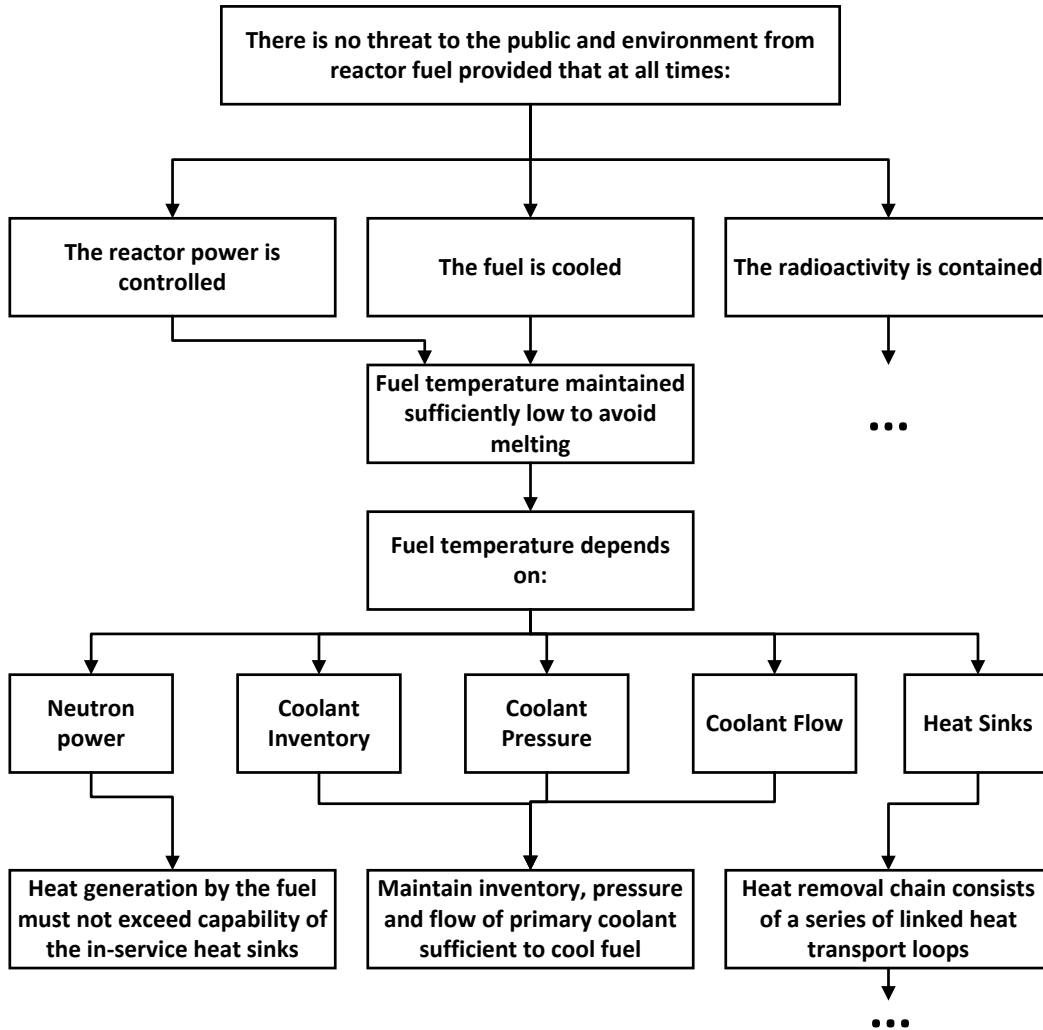 There is no threat to the public and environment from
reactor fuel provided that at all times:
The reactor power is
controlled
The fuel is cooled
The radioactivity is contained
Fuel temperature maintained
sufficiently low to avoid
melting
...
Fuel temperature depends
on:
Neutron
power
Coolant
Inventory
Coolant
Pressure
Coolant Flow
Heat Sinks
Heat generation by the fuel
must not exceed capability of
the in-service heat sinks
Maintain inventory, pressure
and flow of primary coolant
sufficient to cool fuel
Heat removal chain consists
of a series of linked heat
transport loops
...